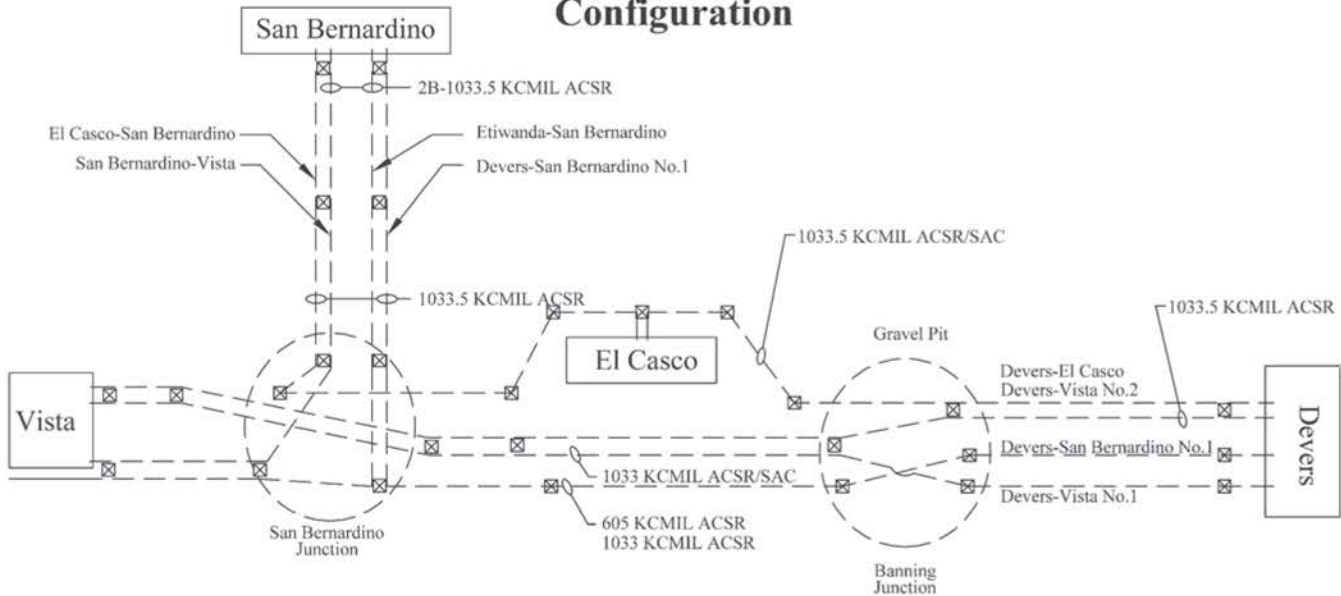 Configuration
San Bernardino
2B-1033.5 KCMIL ACSR
El Casco-San Bernardino
Etiwanda-San Bernardino
San Bernardino-Vista
Devers-San Bernardino No.1
1033.5 KCMIL ACSR/SAC
1033.5 KCMIL ACSR
1033.5 KCMIL ACSR
Gravel Pit
El Casco
Devers-El Casco
Devers-Vista No.2
Vista
Devers
Devers-San Bernardino No.1
1033 KCMIL ACSR/SAC
Devers-Vista No.1
605 KCMIL ACSR
1033 KCMIL ACSR
San Bernardino
Junction
Banning
Junction